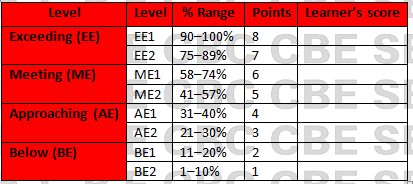 Level Level % Range Points Learner's score
Exceeding (EE) EE1 90–100% 8
EE2 75–89% 7
Meeting (ME) ME1 58–74% 6
ME2 41–57% 5
Approaching (AE) AE1 31–40% 4
AE2 21–30% 3
Below (BE) BE1 11–20% 2
BE2 1–10% 1